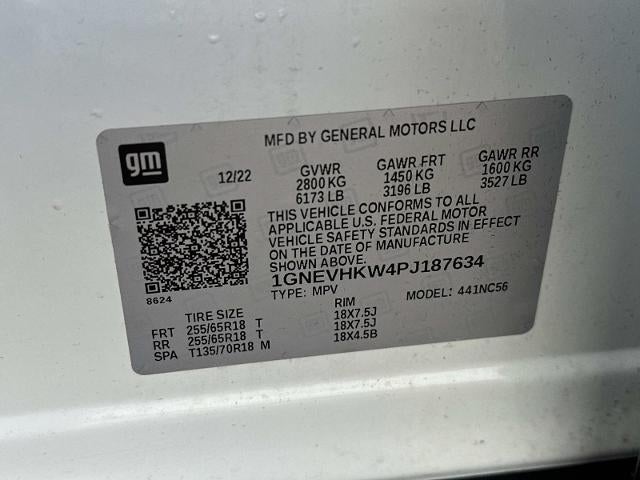 MFD BY GENERAL MOTORS LLC
gm
12/22 GVWR GAWR FRT GAWR RR
2800 KG 1450 KG 1600 KG
6173 LB 3196 LB 3527 LB
THIS VEHICLE CONFORMS TO ALL
APPLICABLE U.S. FEDERAL MOTOR
VEHICLE SAFETY STANDARDS IN EFFECT
ON THE DATE OF MANUFACTURE
SHOWN ABOVE.
1GNEVHKW4PJ187634
8624 TYPE: MPV MODEL: 441NC56
TIRE SIZE RIM
FRT 255/65R18 T 18X7.5J
RR 255/65R18 T 18X7.5J
SPA T135/70R18 M 18X4.5B